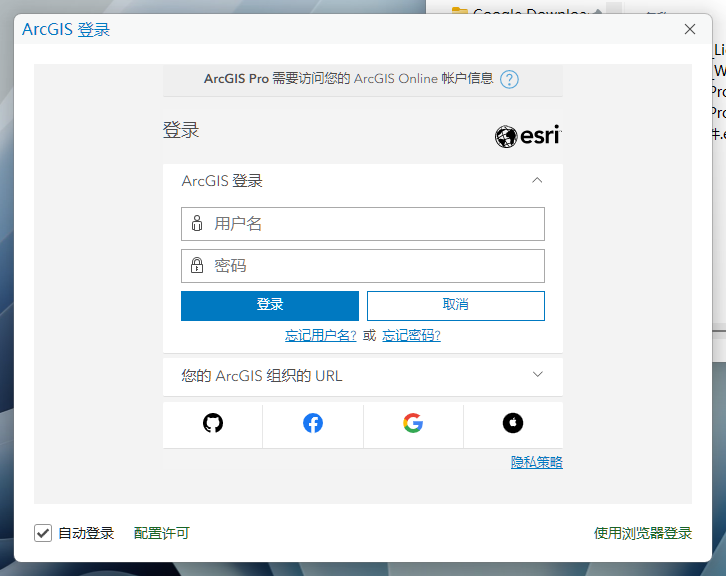 Google Downloa
ArcGIS 登录
ArcGIS Pro 需要访问您的 ArcGIS Online 帐户信息 ?
登录
esri
ArcGIS 登录
用户名
密码
登录
取消
忘记用户名? 或 忘记密码?
您的 ArcGIS 组织的 URL
隐私策略
自动登录
配置许可
使用浏览器登录